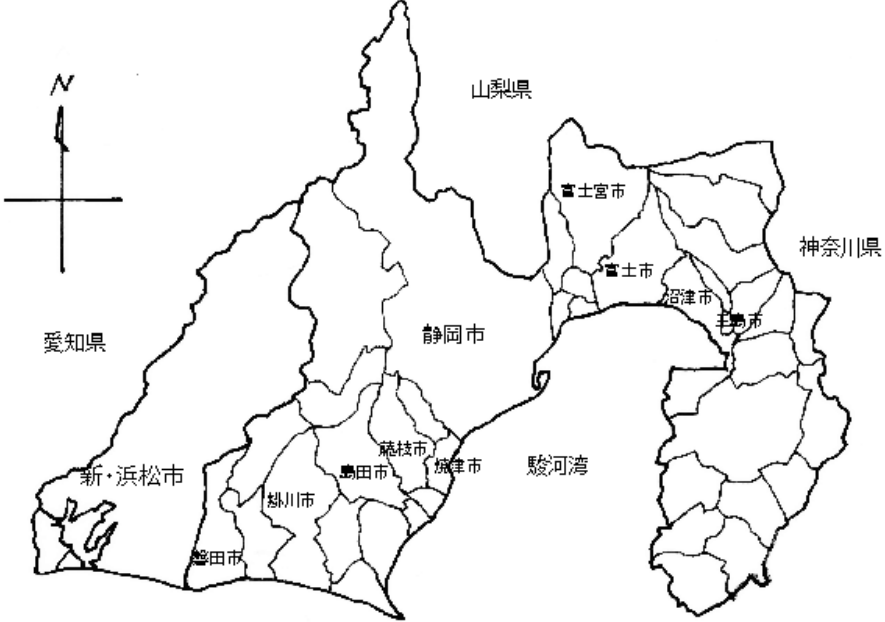 N
山梨県
富士宮市
神奈川県
富士市
沼津市
三島市
愛知県
静岡市
藤枝市
焼津市
島田市
新・浜松市
掛川市
駿河湾
磐田市